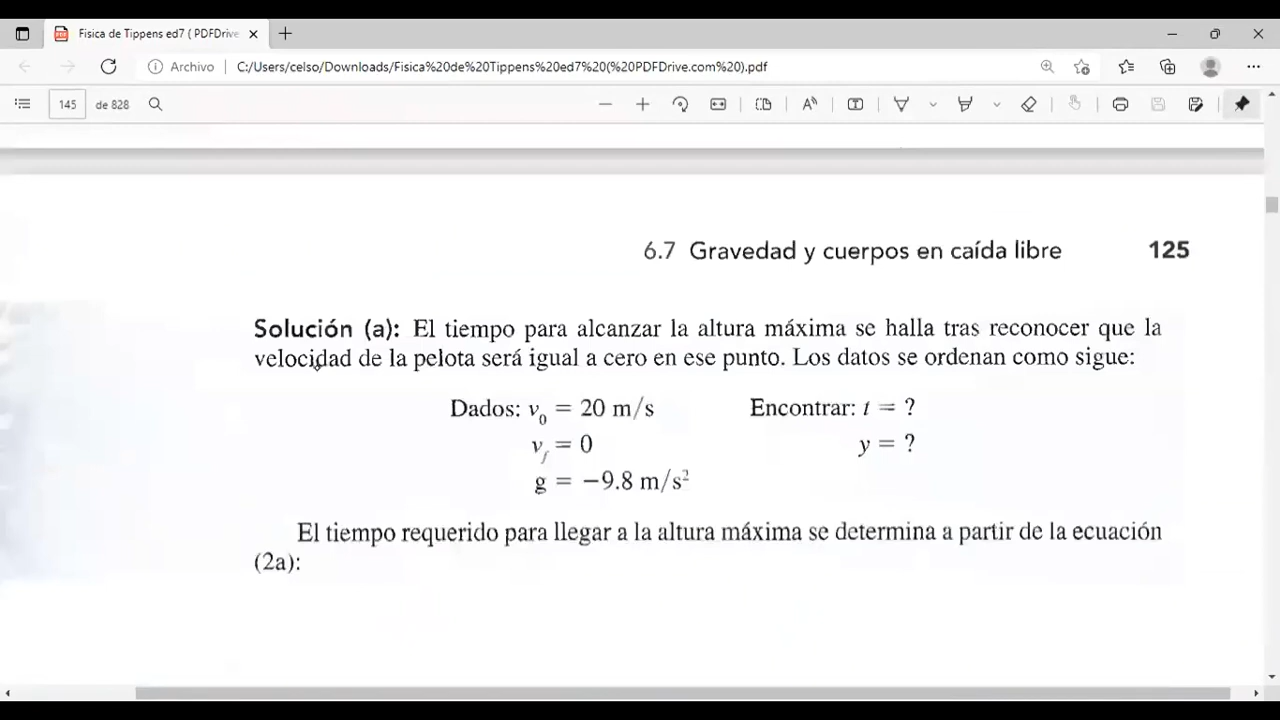 Fisica de Tippens ed7 ( PDFDrive
Archivo
C:/Users/celso/Downloads/Fisica%20de%20Tippens%20ed7%20(%20PDFDrive.com%20).pdf
145 de 828
6.7 Gravedad y cuerpos en caída libre 125
Solución (a): El tiempo para alcanzar la altura máxima se halla tras reconocer que la
velocidad de la pelota será igual a cero en ese punto. Los datos se ordenan como sigue:
Dados: v₀ = 20 m/s Encontrar: t = ?
v_f = 0 y = ?
g = −9.8 m/s²
El tiempo requerido para llegar a la altura máxima se determina a partir de la ecuación
(2a):